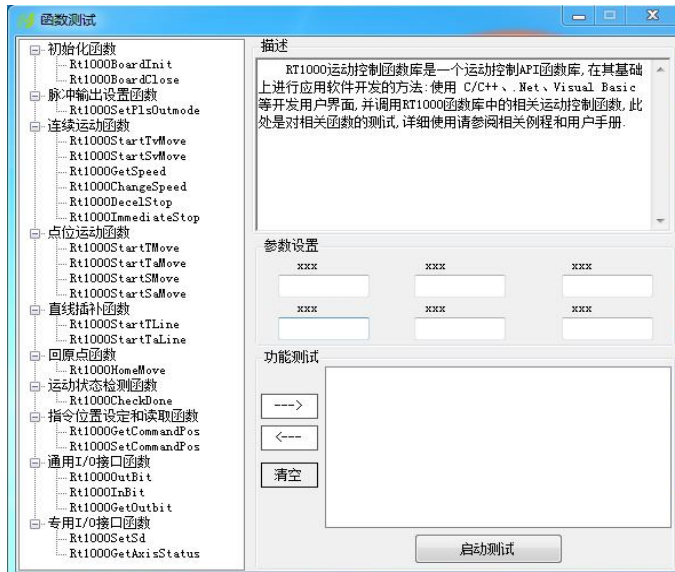 函数测试
初始化函数
Rt1000BoardInit
Rt1000BoardClose
脉冲输出设置函数
Rt1000SetPlsOutmode
连续运动函数
Rt1000StartTvMove
Rt1000StartSvMove
Rt1000GetSpeed
Rt1000ChangeSpeed
Rt1000DecelStop
Rt1000ImmediateStop
点位运动函数
Rt1000StartTMove
Rt1000StartTaMove
Rt1000StartSMove
Rt1000StartSaMove
直线插补函数
Rt1000StartTLine
Rt1000StartTaLine
回原点函数
Rt1000HomeMove
运动状态检测函数
Rt1000CheckDone
指令位置设定和读取函数
Rt1000GetCommandPos
Rt1000SetCommandPos
通用I/O接口函数
Rt1000OutBit
Rt1000InBit
Rt1000GetOutbit
专用I/O接口函数
Rt1000SetSd
Rt1000GetAxisStatus
描述
RT1000运动控制函数库是一个运动控制API函数库,在其基础
上进行应用软件开发的方法:使用 C/C++、.Net、Visual Basic
等开发用户界面,并调用RT1000函数库中的相关运动控制函数,此
处是对相关函数的测试,详细使用请参阅相关例程和用户手册.
参数设置
xxx xxx xxx
xxx xxx xxx
功能测试
--->
<---
清空
启动测试